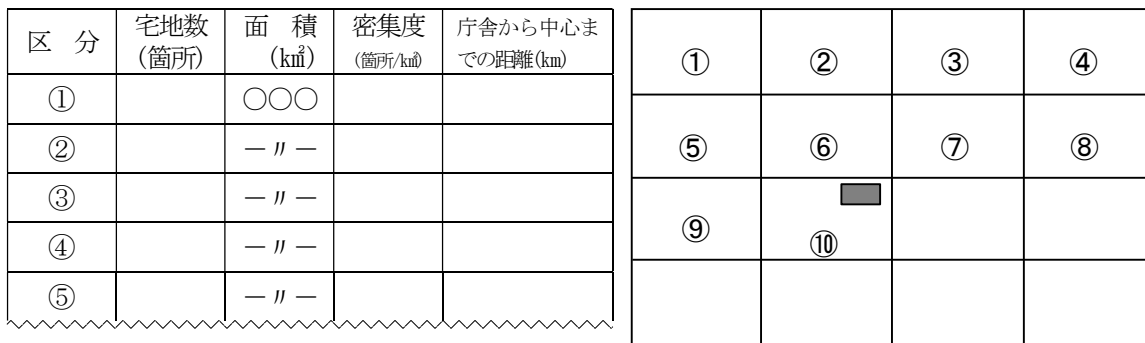 区　分 宅地数(箇所) 面　積(㎢) 密集度(箇所/㎢) 庁舎から中心までの距離(㎞)
① ○○○
② ―〃―
③ ―〃―
④ ―〃―
⑤ ―〃―
① ② ③ ④
⑤ ⑥ ⑦ ⑧
⑨ ⑩